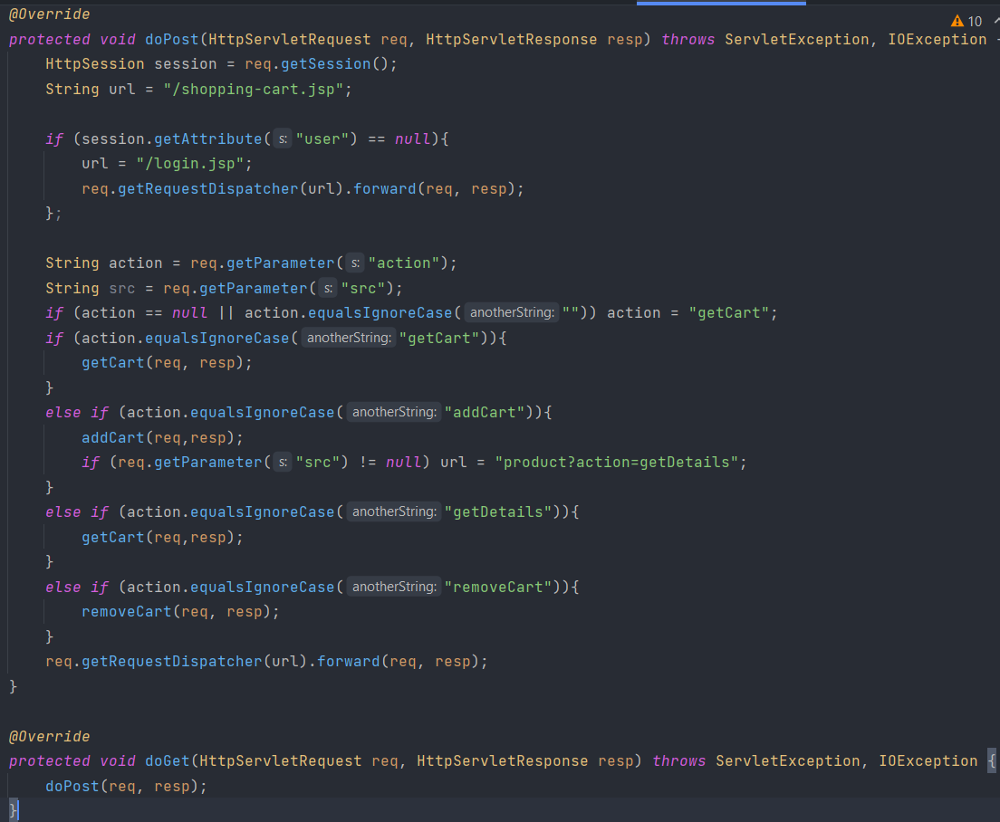 @Override
10
protected void doPost(HttpServletRequest req, HttpServletResponse resp) throws ServletException, IOException
HttpSession session = req.getSession();
String url = "/shopping-cart.jsp";
if (session.getAttribute( s: "user") == null){
url = "/login.jsp";
req.getRequestDispatcher(url).forward(req, resp);
};
String action = req.getParameter( s: "action");
String src = req.getParameter( s: "src");
if (action == null || action.equalsIgnoreCase( anotherString: "")) action = "getCart";
if (action.equalsIgnoreCase( anotherString: "getCart")){
getCart(req, resp);
}
else if (action.equalsIgnoreCase( anotherString: "addCart")){
addCart(req,resp);
if (req.getParameter( s: "src") != null) url = "product?action=getDetails";
}
else if (action.equalsIgnoreCase( anotherString: "getDetails")){
getCart(req,resp);
}
else if (action.equalsIgnoreCase( anotherString: "removeCart")){
removeCart(req, resp);
}
req.getRequestDispatcher(url).forward(req, resp);
}
@Override
protected void doGet(HttpServletRequest req, HttpServletResponse resp) throws ServletException, IOException {
doPost(req, resp);
}